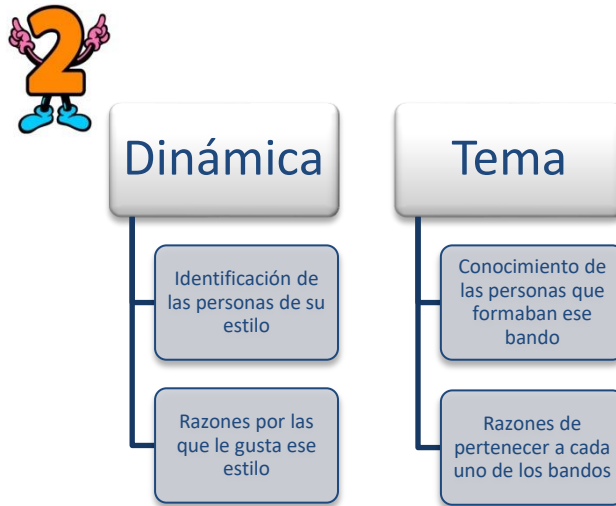 2
Dinámica
Identificación de
las personas de su
estilo
Razones por las
que le gusta ese
estilo
Tema
Conocimiento de
las personas que
formaban ese
bando
Razones de
pertenecer a cada
uno de los bandos